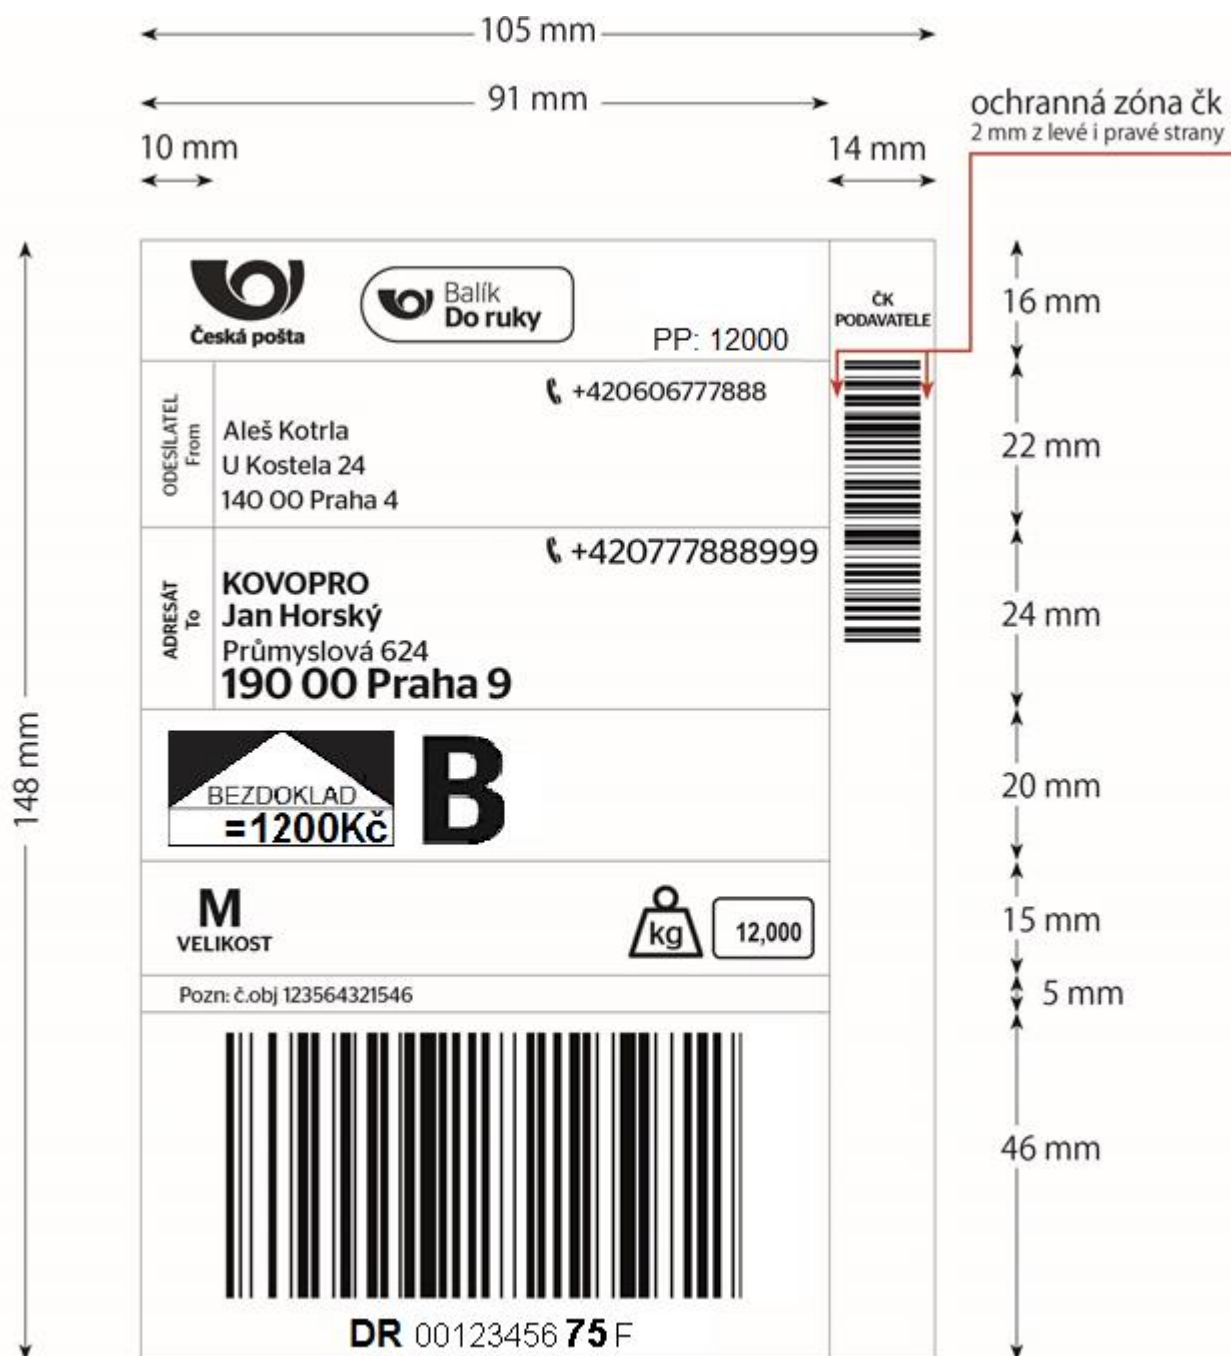 105 mm
91 mm
ochranná zóna čk
2 mm z levé i pravé strany
10 mm
14 mm
148 mm
Česká pošta
Balík
Do ruky
PP: 12000
ČK
PODAVATELE
16 mm
ODESÍLATEL
From
+420606777888
Aleš Kotrla
U Kostela 24
140 00 Praha 4
22 mm
ADRESÁT
To
+420777888999
KOVOPRO
Jan Horský
Průmyslová 624
190 00 Praha 9
24 mm
BEZDOKLAD
=1200Kč
B
20 mm
M
VELIKOST
kg
12,000
15 mm
Pozn: č.obj 123564321546
5 mm
46 mm
DR 00123456 75 F